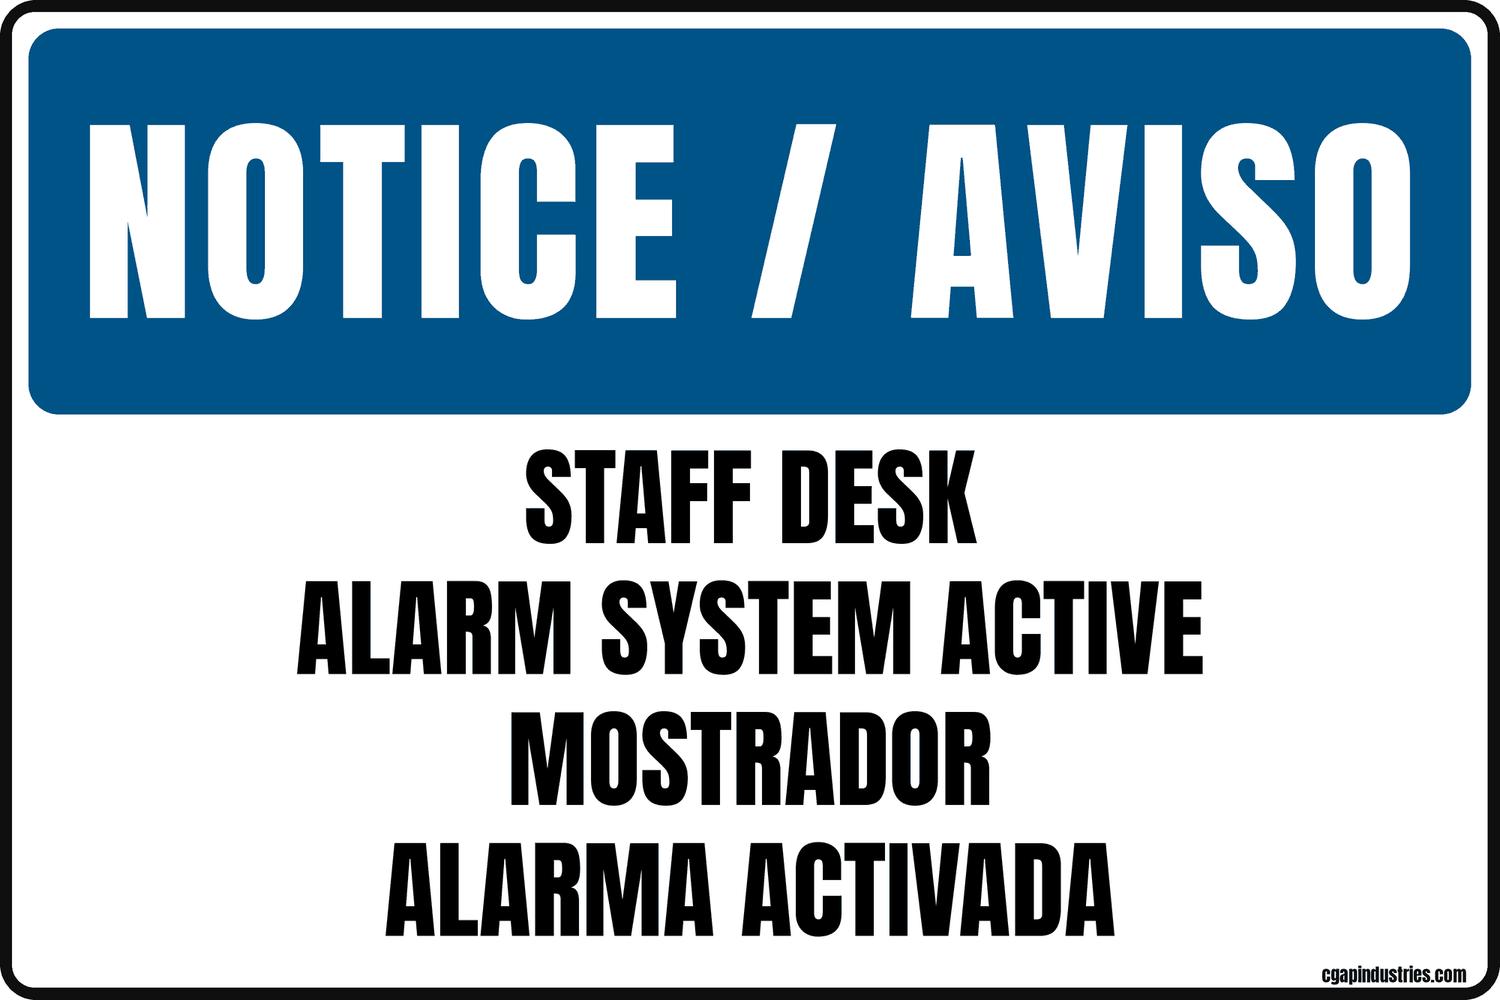 NOTICE / AVISO
STAFF DESK
ALARM SYSTEM ACTIVE
MOSTRADOR
ALARMA ACTIVADA
cgapindustries.com